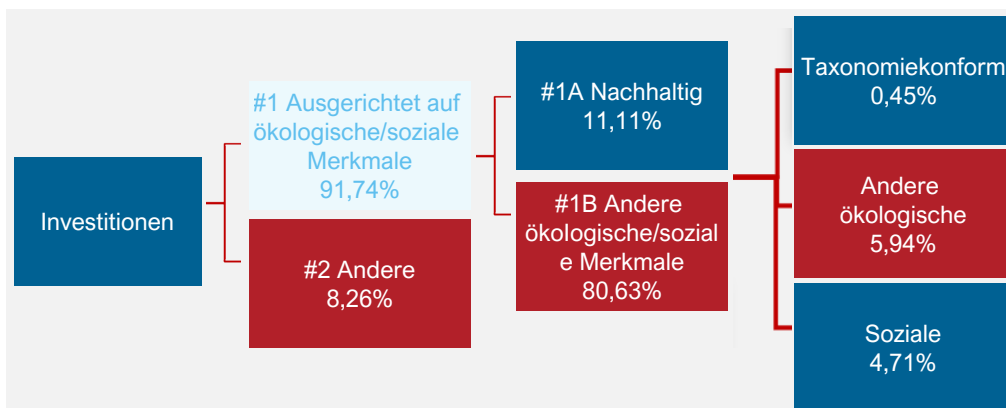 Investitionen
#1 Ausgerichtet auf
ökologische/soziale
Merkmale
91,74%
#2 Andere
8,26%
#1A Nachhaltig
11,11%
#1B Andere
ökologische/sozial
e Merkmale
80,63%
Taxonomiekonform
0,45%
Andere
ökologische
5,94%
Soziale
4,71%